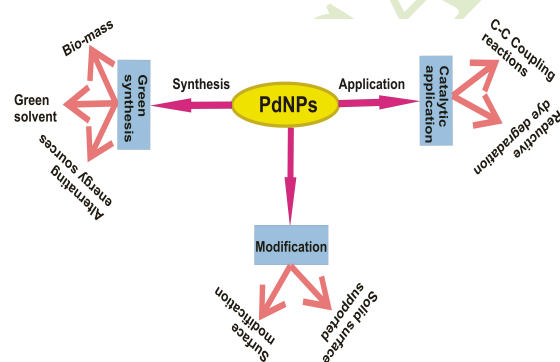 Bio-mass
Green
solvent
Alternating
energy sources
Green
synthesis
Synthesis
PdNPs
Application
Catalytic
application
C-C Coupling
reactions
Reductive
dye degradation
Modification
Surface
modification
Solid surface
supported